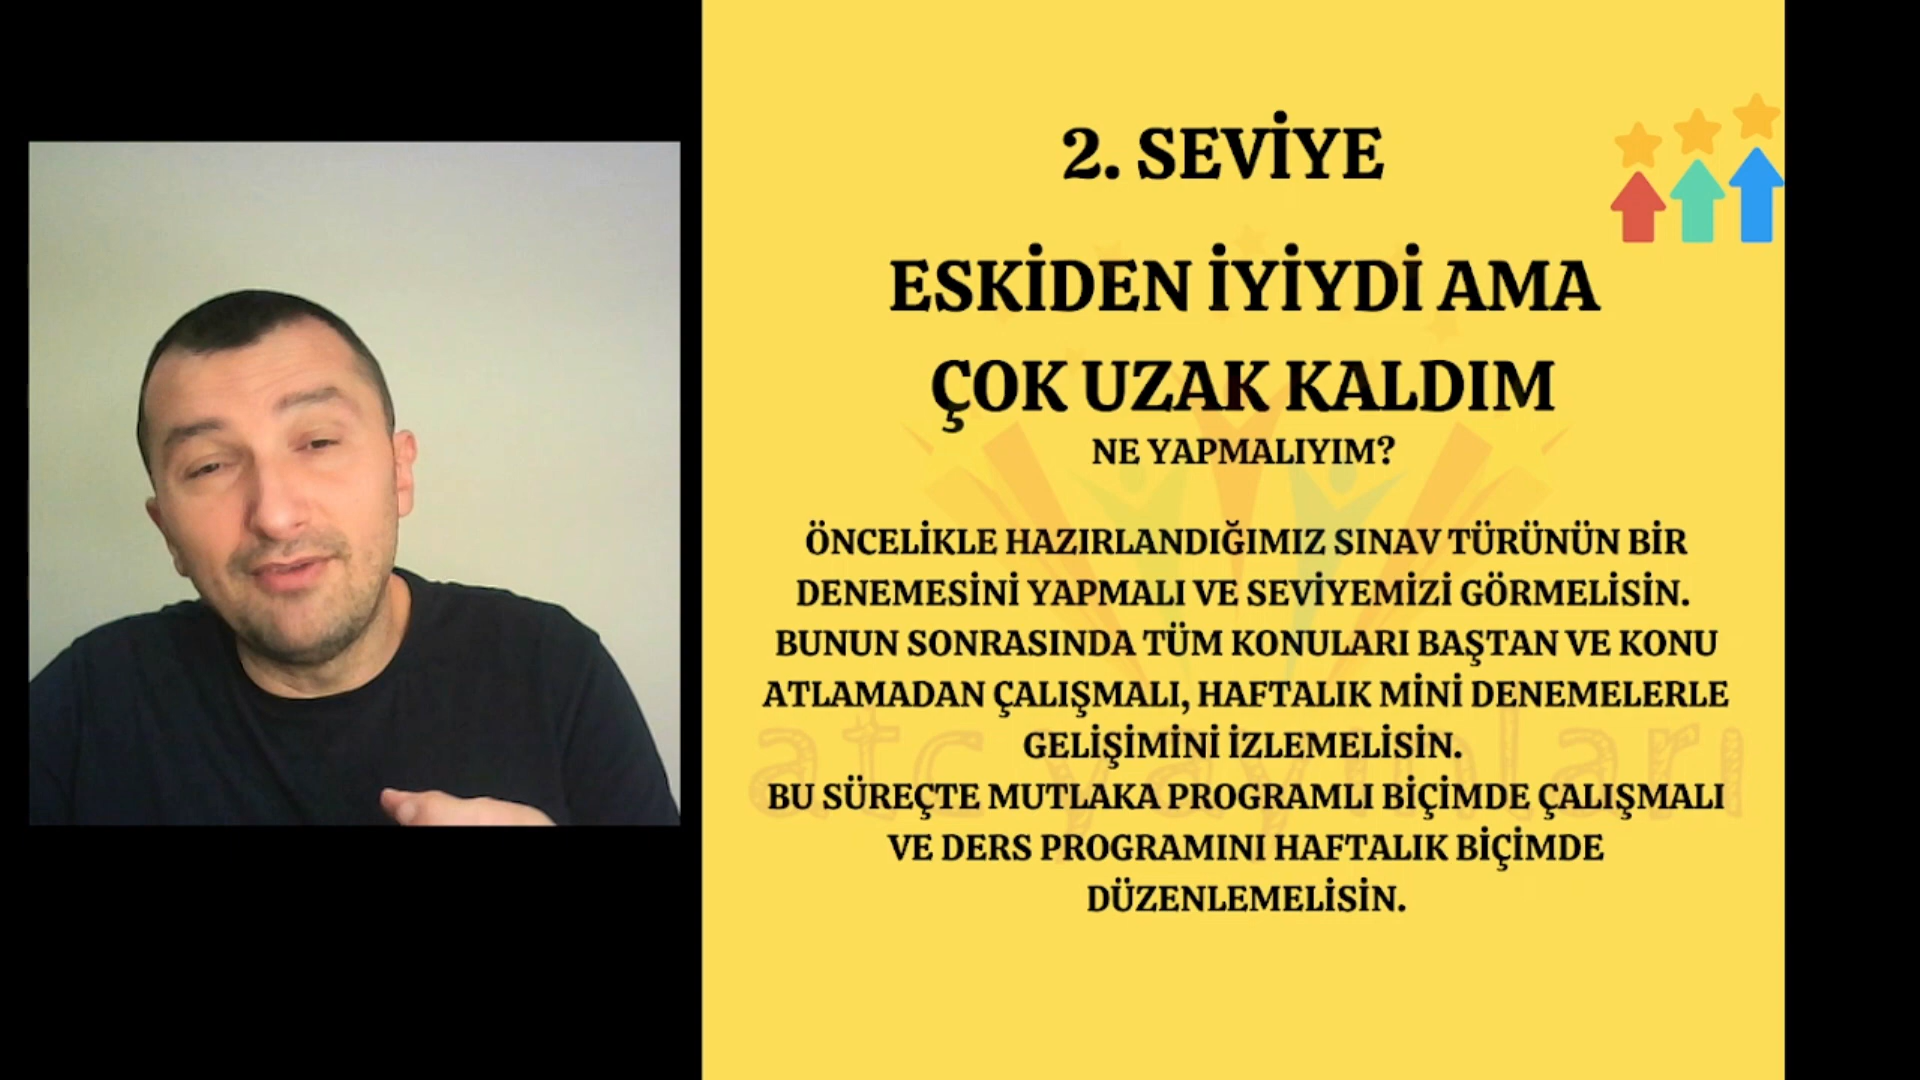 2. SEVİYE
ESKİDEN İYİYDİ AMA
ÇOK UZAK KALDIM
NE YAPMALIYIM?
ÖNCELİKLE HAZIRLANDIĞIMIZ SINAV TÜRÜNÜN BİR
DENEMESİNİ YAPMALI VE SEVİYEMİZİ GÖRMELİSİN.
BUNUN SONRASINDA TÜM KONULARI BAŞTAN VE KONU
ATLAMADAN ÇALIŞMALI, HAFTALIK MİNİ DENEMELERLE
GELİŞİMİNİ İZLEMELİSİN.
BU SÜREÇTE MUTLAKA PROGRAMLI BİÇİMDE ÇALIŞMALI
VE DERS PROGRAMINI HAFTALIK BİÇİMDE
DÜZENLEMELİSİN.
atc yayınları